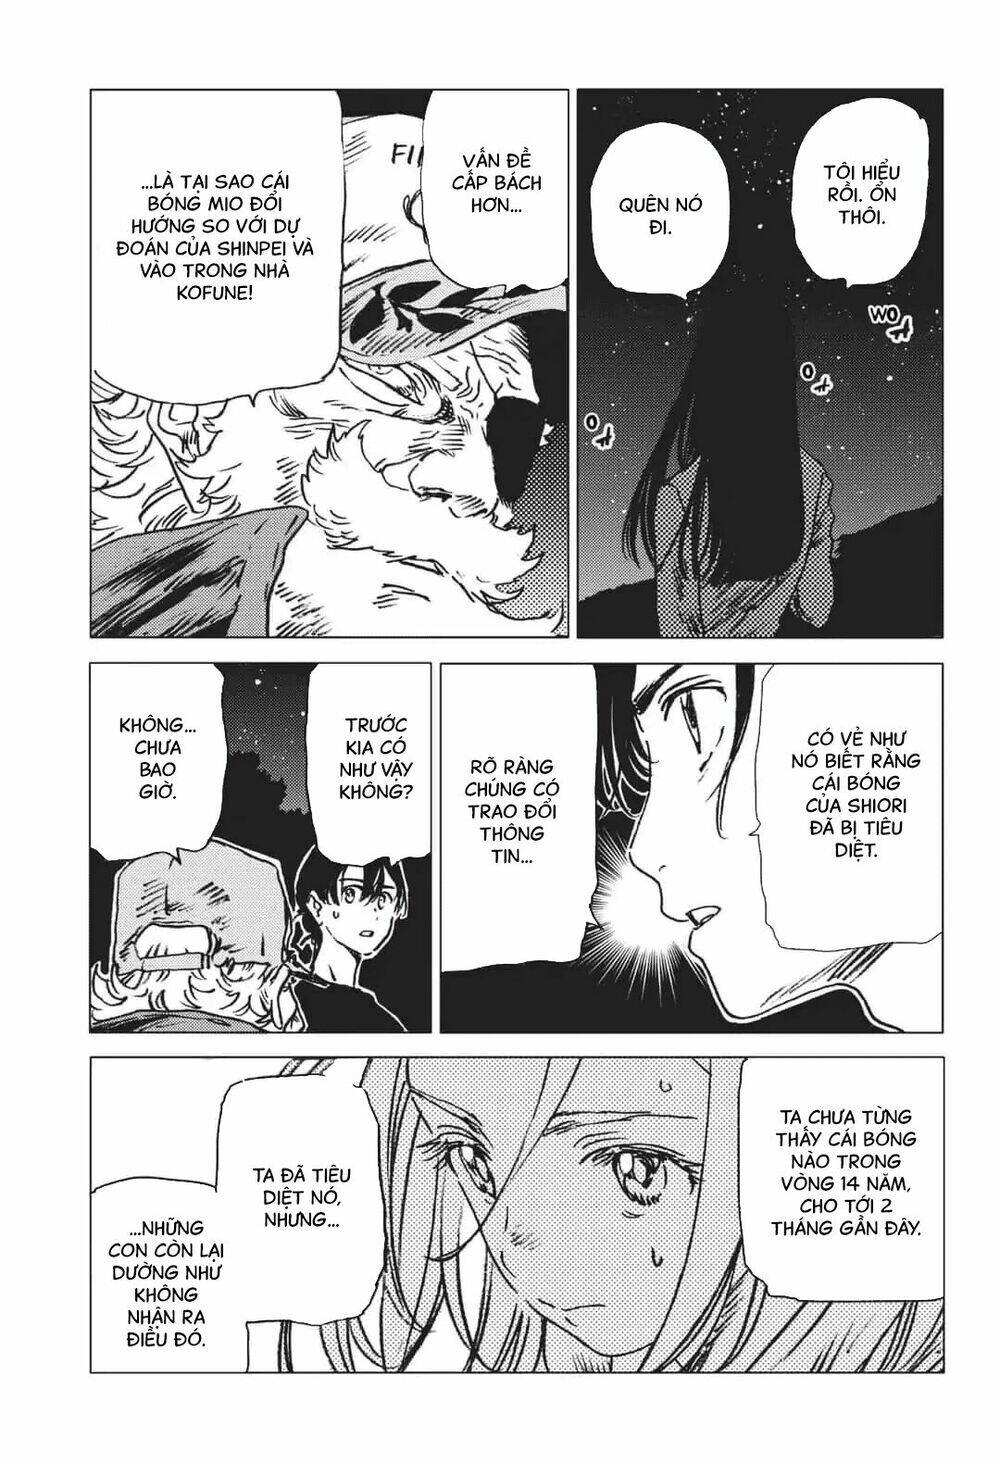 TÔI HIỂU
RỒI. ỔN
THÔI.
QUÊN NÓ
ĐI.
VẤN ĐỀ
CẤP BÁCH
HƠN...
...LÀ TẠI SAO CÁI
BÓNG MIO ĐỔI
HƯỚNG SO VỚI DỰ
ĐOÁN CỦA SHINPEI VÀ
VÀO TRONG NHÀ
KOFUNE!
CÓ VẺ NHƯ
NÓ BIẾT RẰNG
CÁI BÓNG
CỦA SHIORI
ĐÃ BỊ TIÊU
DIỆT.
RÕ RÀNG
CHÚNG CÓ
TRAO ĐỔI
THÔNG
TIN...
TRƯỚC
KIA CÓ
NHƯ VẬY
KHÔNG?
KHÔNG...
CHƯA
BAO
GIỜ.
TA CHƯA TỪNG
THẤY CÁI BÓNG
NÀO TRONG
VÒNG 14 NĂM,
CHO TỚI 2
THÁNG GẦN ĐÂY.
TA ĐÃ TIÊU
DIỆT NÓ,
NHƯNG...
...NHỮNG
CON CÒN LẠI
DƯỜNG NHƯ
KHÔNG
NHẬN RA
ĐIỀU ĐÓ.